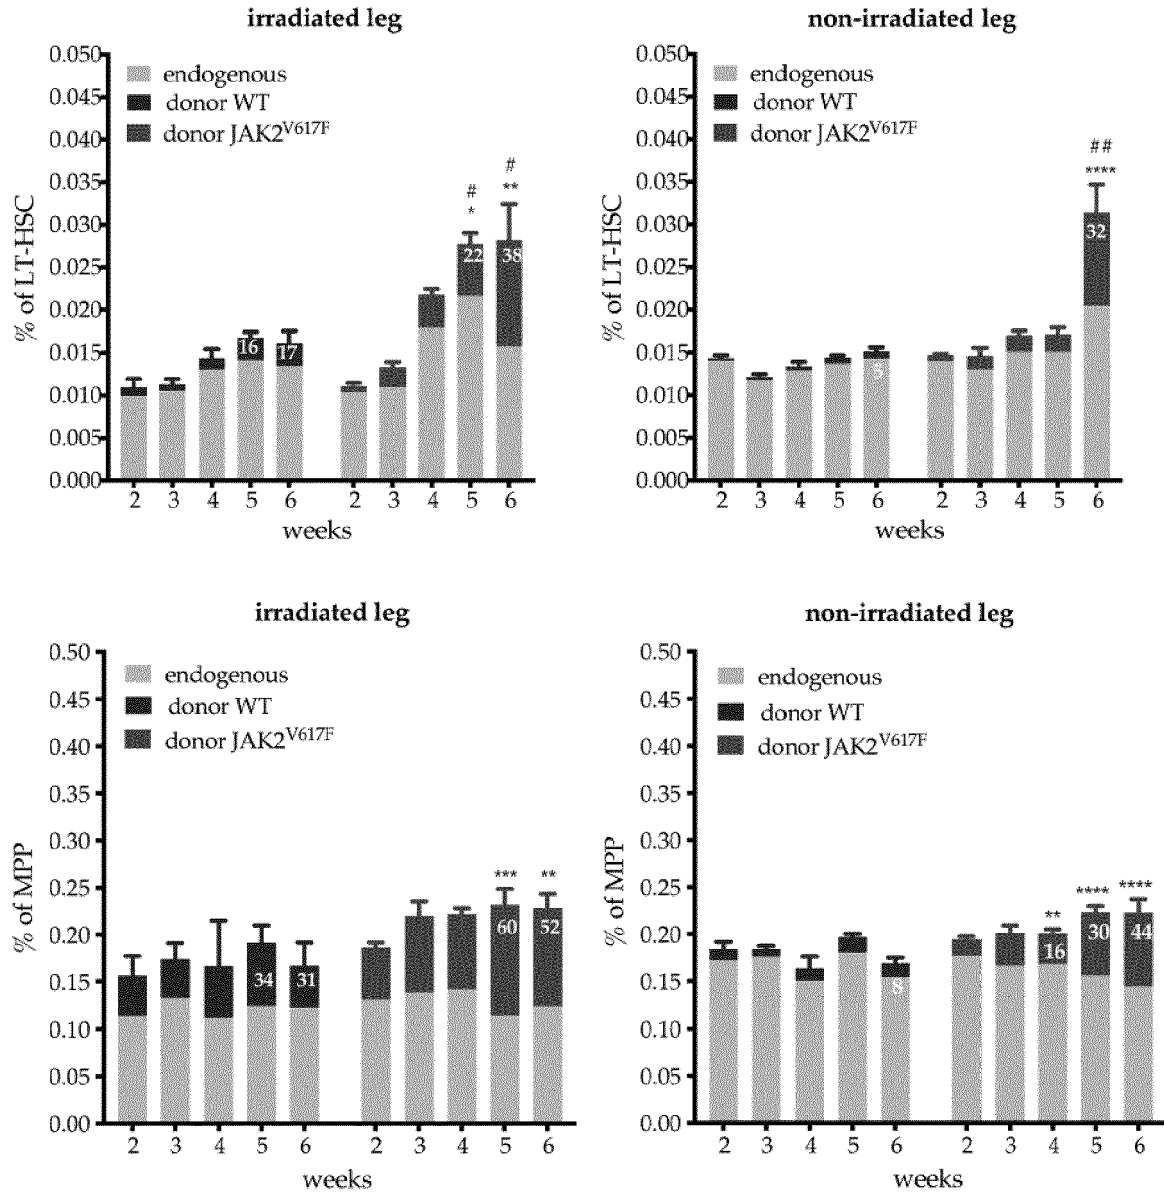 irradiated leg
% of LT-HSC
0.050
0.045
0.040
0.035
0.030
0.025
0.020
0.015
0.010
0.005
0.000
endogenous
donor WT
donor JAK2V617F
#
*
#
**
16
17
22
38
2 3 4 5 6 2 3 4 5 6
weeks
non-irradiated leg
% of LT-HSC
0.050
0.045
0.040
0.035
0.030
0.025
0.020
0.015
0.010
0.005
0.000
endogenous
donor WT
donor JAK2V617F
##
****
5
32
2 3 4 5 6 2 3 4 5 6
weeks
irradiated leg
% of MPP
0.50
0.45
0.40
0.35
0.30
0.25
0.20
0.15
0.10
0.05
0.00
endogenous
donor WT
donor JAK2V617F
*** **
34
31
60
52
2 3 4 5 6 2 3 4 5 6
weeks
non-irradiated leg
% of MPP
0.50
0.45
0.40
0.35
0.30
0.25
0.20
0.15
0.10
0.05
0.00
endogenous
donor WT
donor JAK2V617F
** **** ****
8
16
30
44
2 3 4 5 6 2 3 4 5 6
weeks